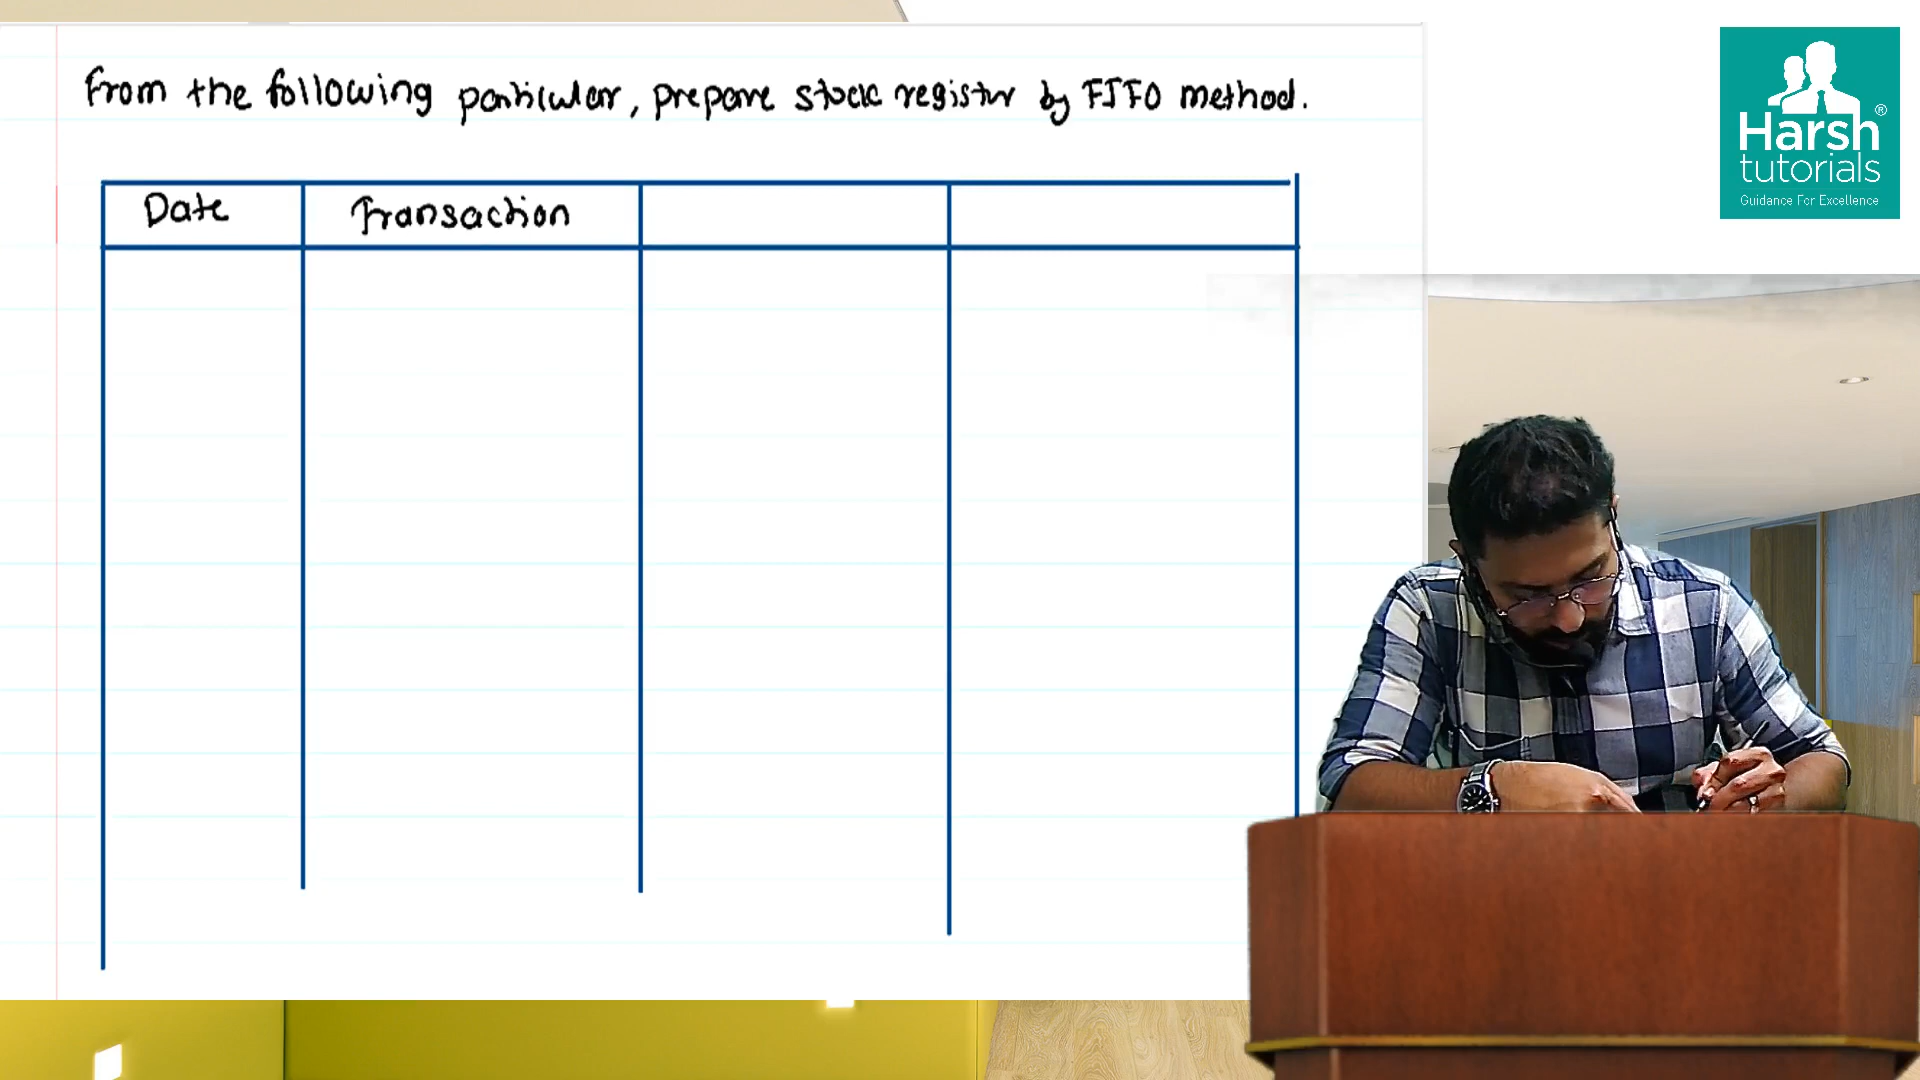 From the following particular, prepare stock register by FIFO method.
Date Transaction
Harsh®
tutorials
Guidance For Excellence